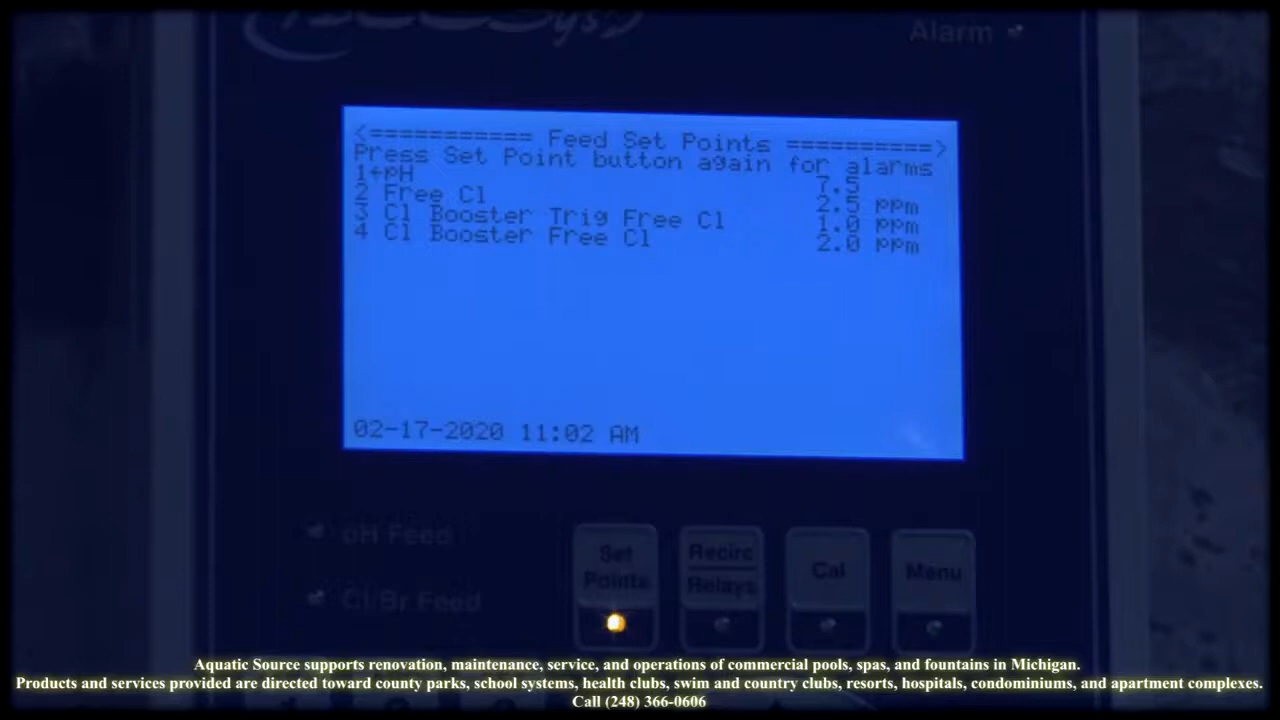 Alarm
<=========== Feed Set Points ==========>
Press Set Point button again for alarms
1←pH 7.5
2 Free Cl 2.5 ppm
3 Cl Booster Trig Free Cl 1.0 ppm
4 Cl Booster Free Cl 2.0 ppm
02-17-2020 11:02 AM
pH Feed
Cl/Br Feed
Set Points
Recirc Relays
Cal
Menu
Aquatic Source supports renovation, maintenance, service, and operations of commercial pools, spas, and fountains in Michigan.
Products and services provided are directed toward county parks, school systems, health clubs, swim and country clubs, resorts, hospitals, condominiums, and apartment complexes.
Call (248) 366-0606